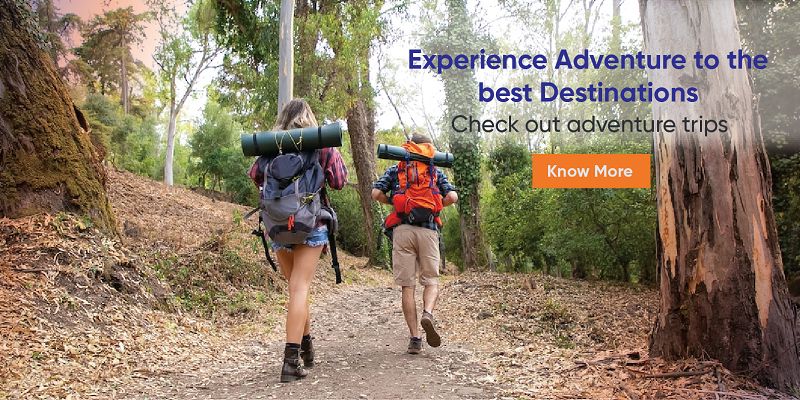 Experience Adventure to the
best Destinations
Check out adventure trips
Know More